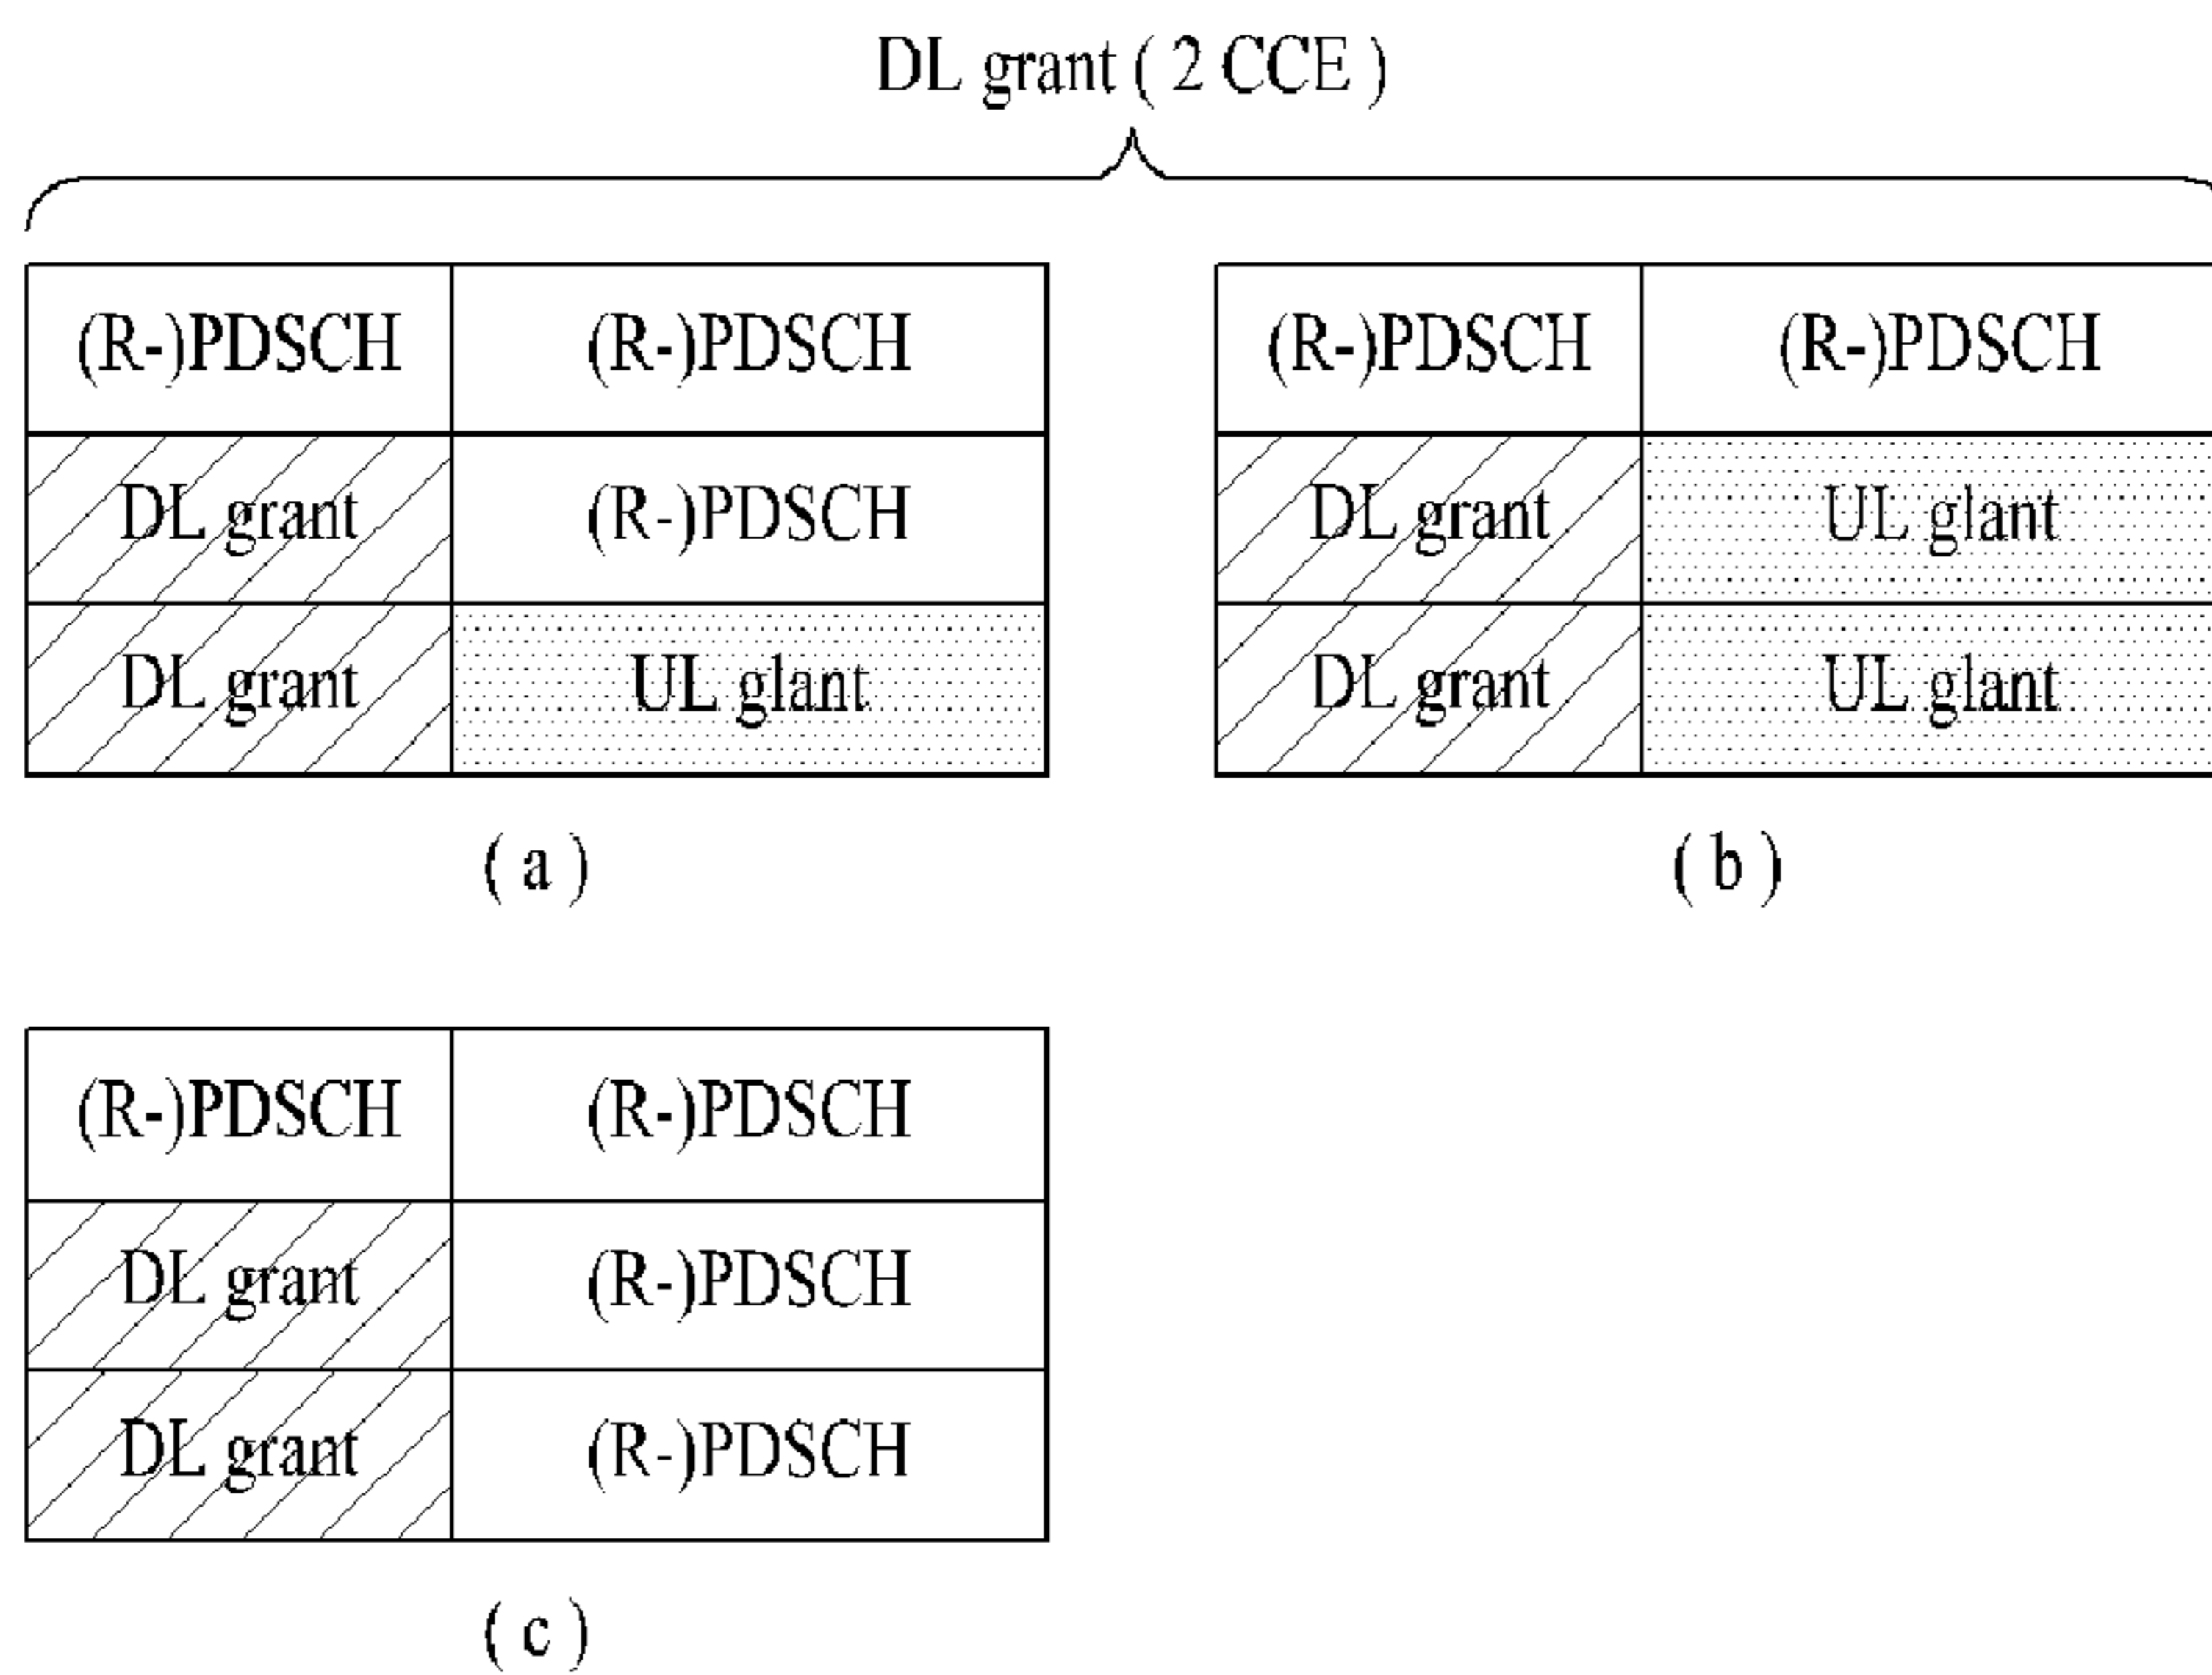 DL grant ( 2 CCE )
(R-)PDSCH (R-)PDSCH
DL grant (R-)PDSCH
DL grant UL glant
( a )
(R-)PDSCH (R-)PDSCH
DL grant UL glant
DL grant UL glant
( b )
(R-)PDSCH (R-)PDSCH
DL grant (R-)PDSCH
DL grant (R-)PDSCH
( c )